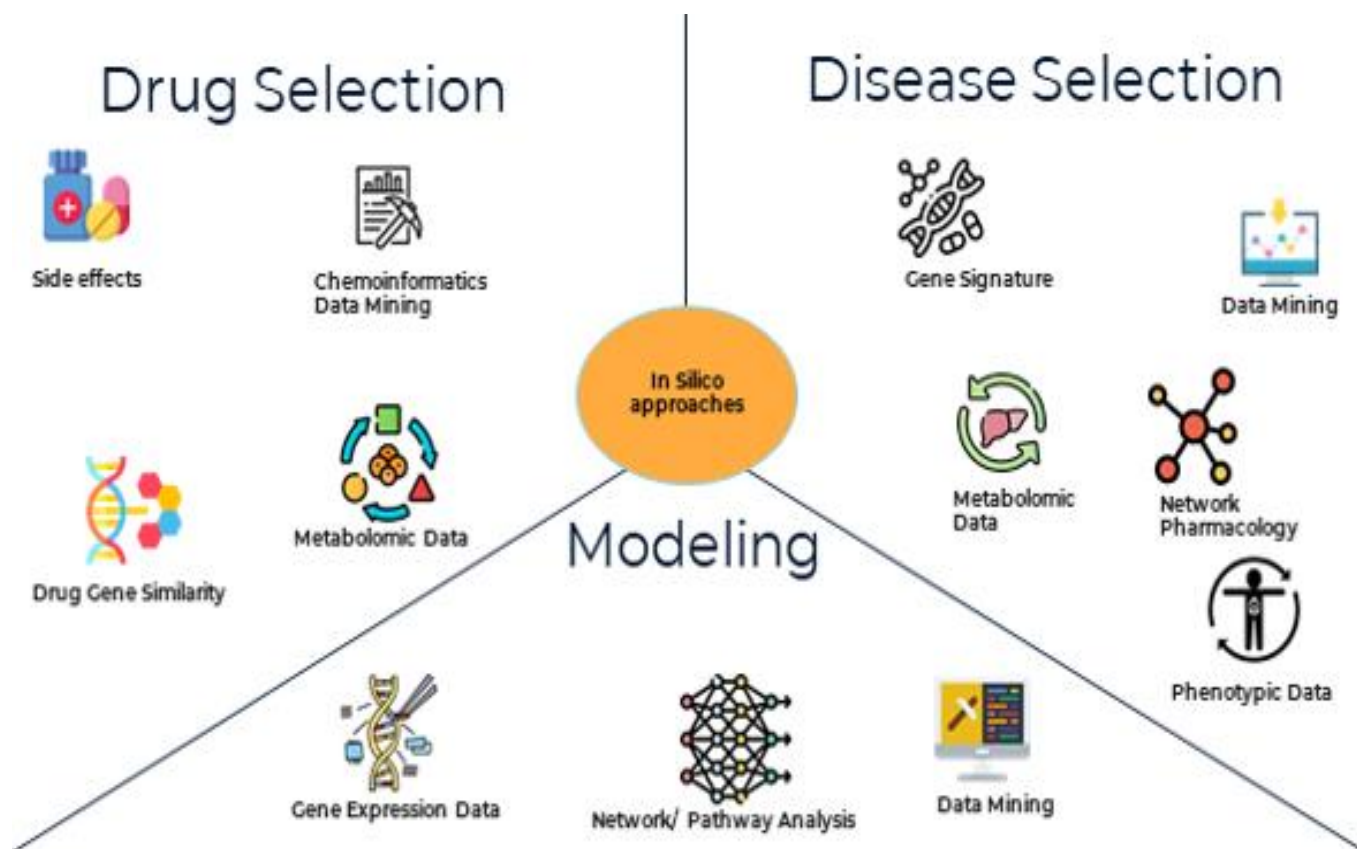 Drug Selection
Side effects
Chemoinformatics
Data Mining
Drug Gene Similarity
Metabolomic Data
Disease Selection
Gene Signature
Data Mining
Metabolomic
Data
Network
Pharmacology
Phenotypic Data
In Silico
approaches
Modeling
Gene Expression Data
Network/ Pathway Analysis
Data Mining